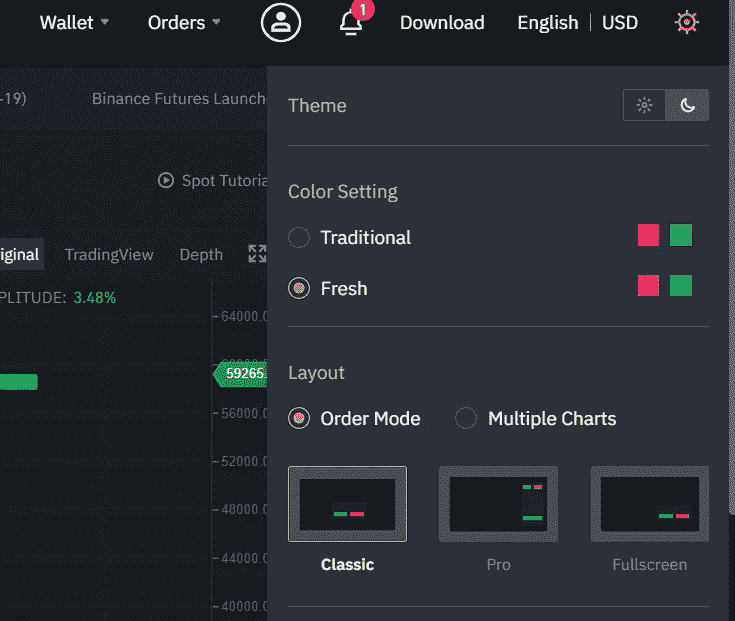 Wallet Orders 1 Download English USD
-19) Binance Futures Launch
Spot Tutoria
iginal TradingView Depth
PLITUDE: 3.48%
64000.0
59265
56000.0
52000.0
48000.0
44000.0
40000.0
Theme
Color Setting
Traditional
Fresh
Layout
Order Mode Multiple Charts
Classic Pro Fullscreen